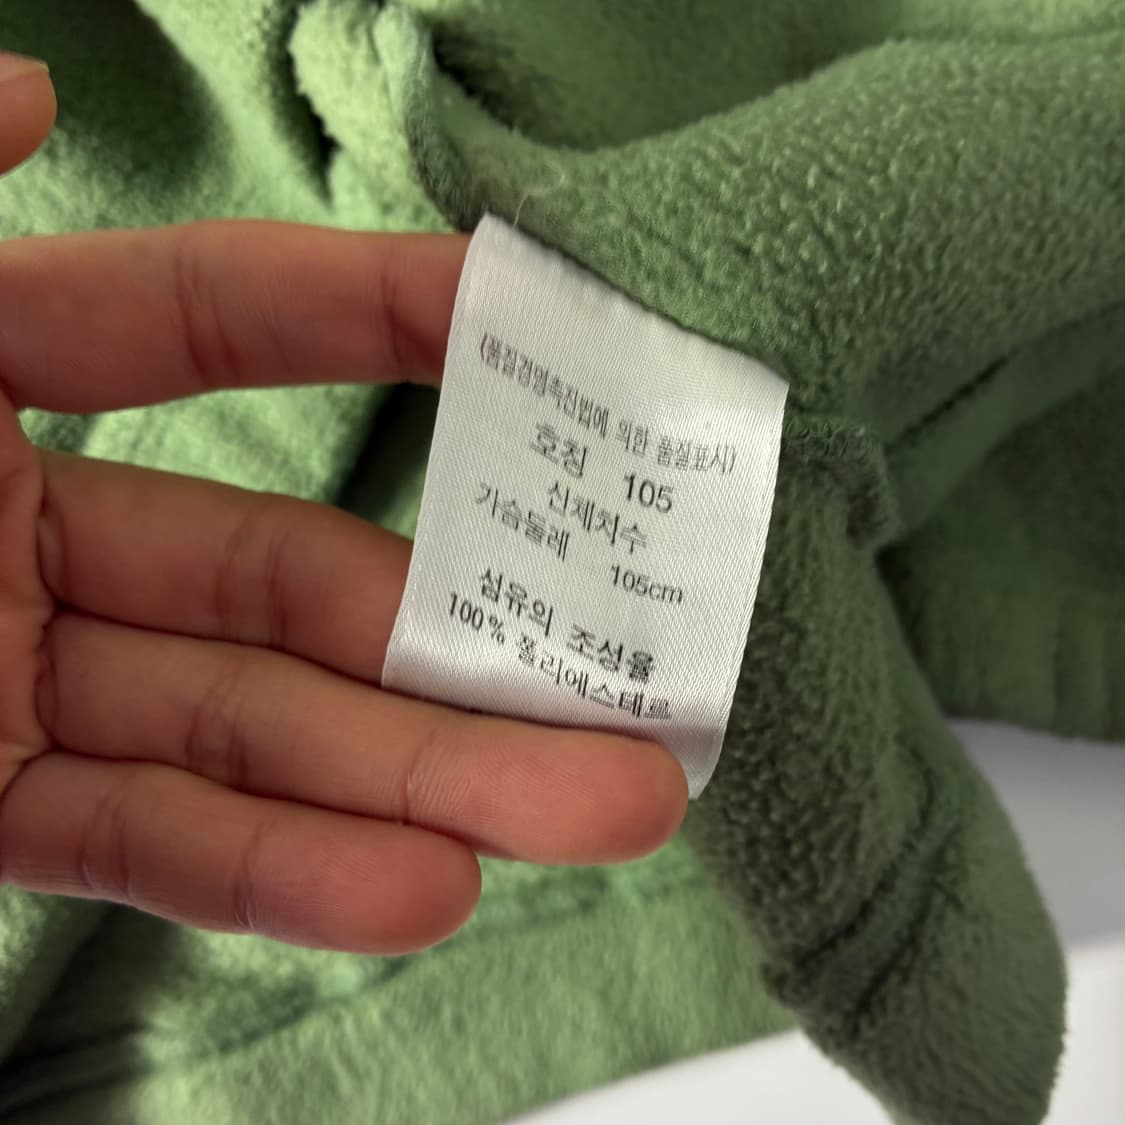 (품질경영촉진법에 의한 품질표시)
호칭 105
신체치수
가슴둘레 105cm
섬유의 조성율
100% 폴리에스테르